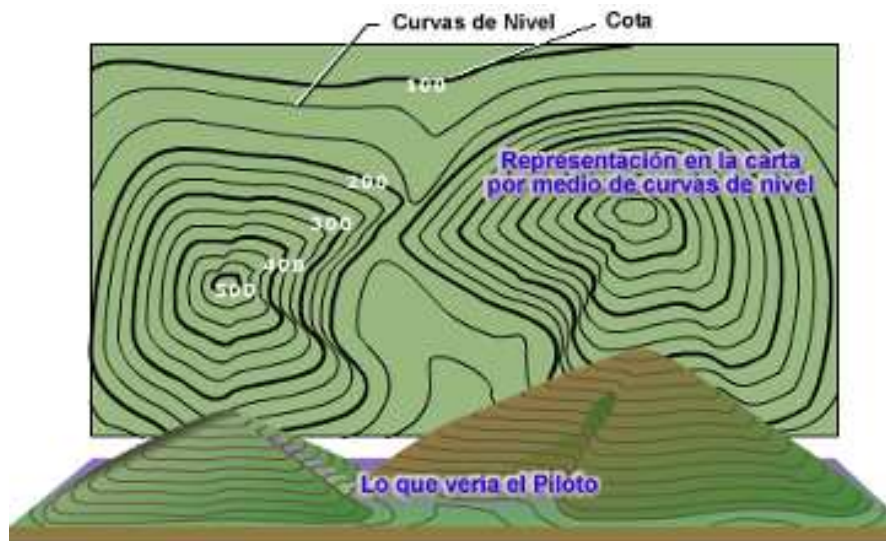 Curvas de Nivel
Cota
100
Representación en la carta
por medio de curvas de nivel
200
300
400
500
Lo que vería el Piloto